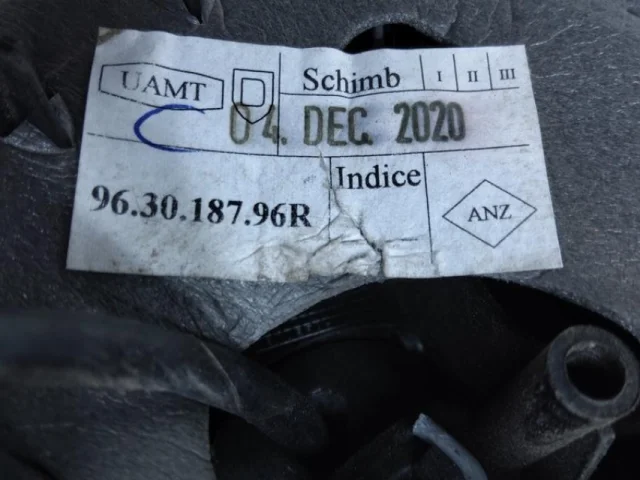 UAMT D Schimb I II III
04. DEC. 2020
Indice
96.30.187.96R ANZ